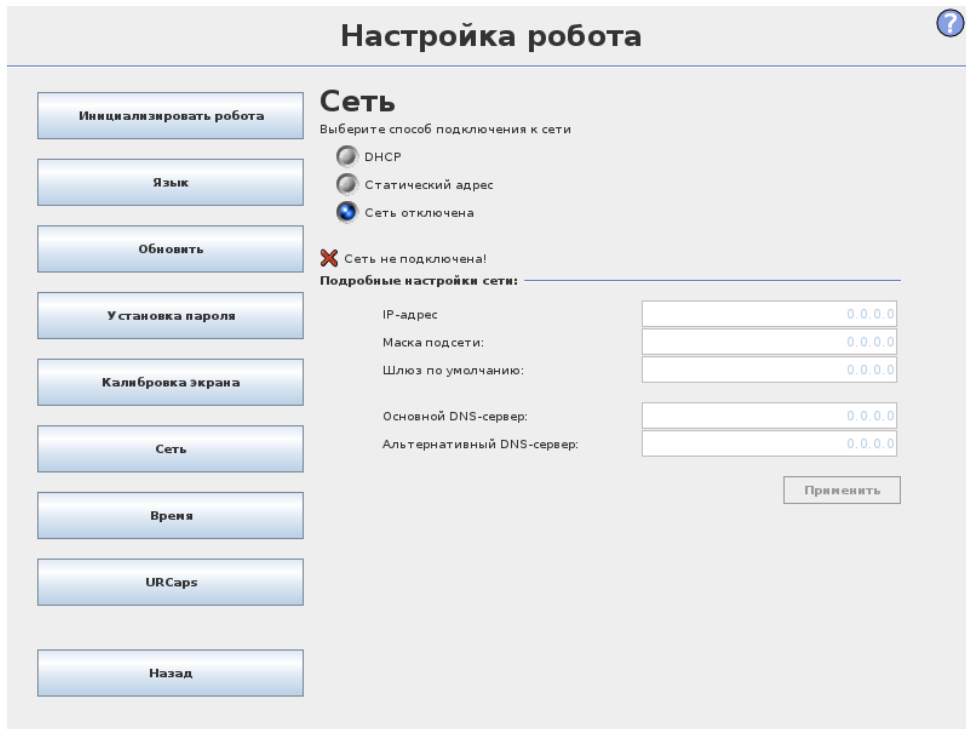 Настройка робота
?
Инициализировать робота
Язык
Обновить
Установка пароля
Калибровка экрана
Сеть
Время
URCaps
Назад
Сеть
Выберите способ подключения к сети
DHCP
Статический адрес
Сеть отключена
Сеть не подключена!
Подробные настройки сети:
IP-адрес 0.0.0.0
Маска подсети: 0.0.0.0
Шлюз по умолчанию: 0.0.0.0
Основной DNS-сервер: 0.0.0.0
Альтернативный DNS-сервер: 0.0.0.0
Применить